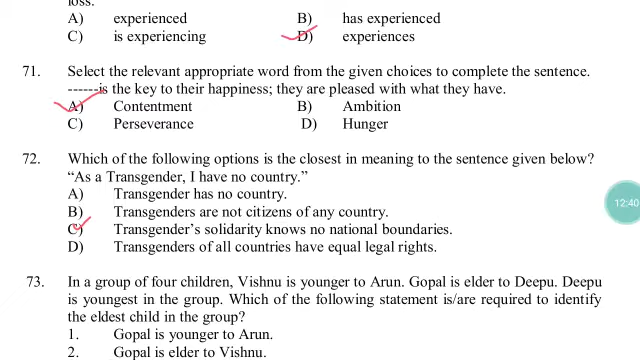 loss.
A) experienced B) has experienced
C) is experiencing D) experiences
71. Select the relevant appropriate word from the given choices to complete the sentence.
------is the key to their happiness; they are pleased with what they have.
A) Contentment B) Ambition
C) Perseverance D) Hunger
72. Which of the following options is the closest in meaning to the sentence given below?
“As a Transgender, I have no country.”
A) Transgender has no country.
B) Transgenders are not citizens of any country.
C) Transgender’s solidarity knows no national boundaries.
D) Transgenders of all countries have equal legal rights.
12:40
73. In a group of four children, Vishnu is younger to Arun. Gopal is elder to Deepu. Deepu
is youngest in the group. Which of the following statement is/are required to identify
the eldest child in the group?
1. Gopal is younger to Arun.
2. Gopal is elder to Vishnu.